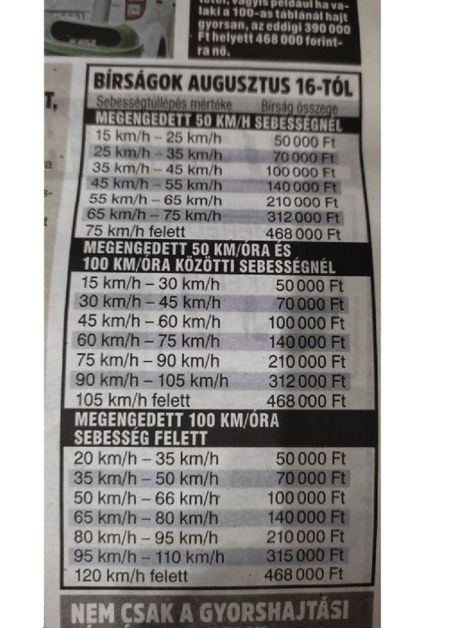 laki a 100-as táblánál hajt
gyorsan, az eddigi 390 000
Ft helyett 468 000 forint-
ra nő.
BÍRSÁGOK AUGUSZTUS 16-TÓL
Sebességtúllépés mértéke Bírság összege
MEGENGEDETT 50 KM/H SEBESSÉGNÉL
15 km/h – 25 km/h 50 000 Ft
25 km/h – 35 km/h 70 000 Ft
35 km/h – 45 km/h 100 000 Ft
45 km/h – 55 km/h 140 000 Ft
55 km/h – 65 km/h 210 000 Ft
65 km/h – 75 km/h 312 000 Ft
75 km/h felett 468 000 Ft
MEGENGEDETT 50 KM/ÓRA ÉS
100 KM/ÓRA KÖZÖTTI SEBESSÉGNÉL
15 km/h – 30 km/h 50 000 Ft
30 km/h – 45 km/h 70 000 Ft
45 km/h – 60 km/h 100 000 Ft
60 km/h – 75 km/h 140 000 Ft
75 km/h – 90 km/h 210 000 Ft
90 km/h – 105 km/h 312 000 Ft
105 km/h felett 468 000 Ft
MEGENGEDETT 100 KM/ÓRA
SEBESSÉG FELETT
20 km/h – 35 km/h 50 000 Ft
35 km/h – 50 km/h 70 000 Ft
50 km/h – 66 km/h 100 000 Ft
65 km/h – 80 km/h 140 000 Ft
80 km/h – 95 km/h 210 000 Ft
95 km/h – 110 km/h 315 000 Ft
120 km/h felett 468 000 Ft
NEM CSAK A GYORSHAJTÁSI